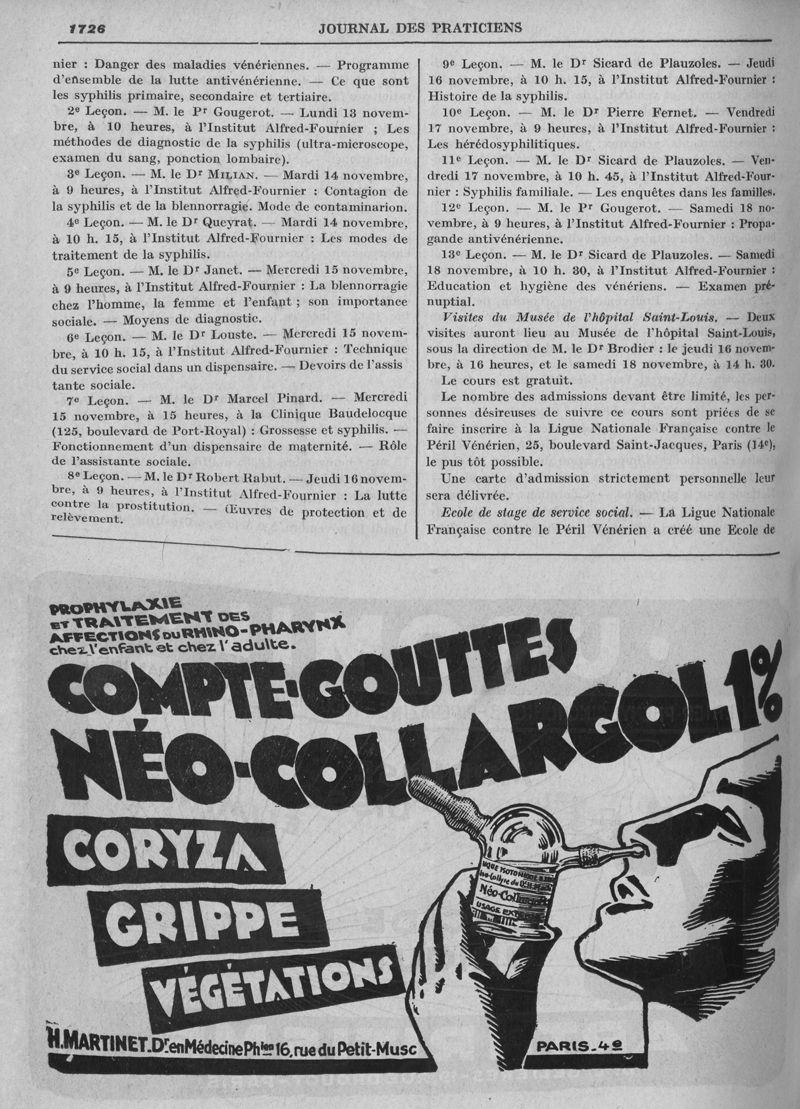 1726
JOURNAL DES PRATICIENS
nier : Danger des maladies vénériennes. — Programme
d'ensemble de la lutte antivénérienne. — Ce que sont
les syphilis primaire, secondaire et tertiaire.
2e Leçon. — M. le Pr Gougerot. — Lundi 13 novem-
bre, à 10 heures, à l'Institut Alfred-Fournier ; Les
méthodes de diagnostic de la syphilis (ultra-microscope,
examen du sang, ponction lombaire).
3e Leçon. — M. le Dr MILIAN. — Mardi 14 novembre,
à 9 heures, à l'Institut Alfred-Fournier : Contagion de
la syphilis et de la blennorragie. Mode de contaminarion.
4e Leçon. — M. le Dr Queyrat. — Mardi 14 novembre,
à 10 h. 15, à l'Institut Alfred-Fournier : Les modes de
traitement de la syphilis.
5e Leçon. — M. le Dr Janet. — Mercredi 15 novembre,
à 9 heures, à l'Institut Alfred-Fournier : La blennorragie
chez l'homme, la femme et l'enfant ; son importance
sociale. — Moyens de diagnostic.
6e Leçon. — M. le Dr Louste. — Mercredi 15 novem-
bre, à 10 h. 15, à l'Institut Alfred-Fournier : Technique
du service social dans un dispensaire. — Devoirs de l'assis
tante sociale.
7e Leçon. — M. le Dr Marcel Pinard. — Mercredi
15 novembre, à 15 heures, à la Clinique Baudelocque
(125, boulevard de Port-Royal) : Grossesse et syphilis. —
Fonctionnement d'un dispensaire de maternité. — Rôle
de l'assistante sociale.
8e Leçon. — M. le Dr Robert Rabut. — Jeudi 16 novem-
bre, à 9 heures, à l'Institut Alfred-Fournier : La lutte
contre la prostitution. — Œuvres de protection et de
relèvement.
9e Leçon. — M. le Dr Sicard de Plauzoles. — Jeudi
16 novembre, à 10 h. 15, à l'Institut Alfred-Fournier :
Histoire de la syphilis.
10e Leçon. — M. le Dr Pierre Fernet. — Vendredi
17 novembre, à 9 heures, à l'Institut Alfred-Fournier :
Les hérédosyphilitiques.
11e Leçon. — M. le Dr Sicard de Plauzoles. — Ven-
dredi 17 novembre, à 10 h. 45, à l'Institut Alfred-Four-
nier : Syphilis familiale. — Les enquêtes dans les familles.
12e Leçon. — M. le Pr Gougerot. — Samedi 18 no-
vembre, à 9 heures, à l'Institut Alfred-Fournier : Propa-
gande antivénérienne.
13e Leçon. — M. le Dr Sicard de Plauzoles. — Samedi
18 novembre, à 10 h. 30, à l'Institut Alfred-Fournier :
Education et hygiène des vénériens. — Examen pré-
nuptial.
Visites du Musée de l'hôpital Saint-Louis. — Deux
visites auront lieu au Musée de l'hôpital Saint-Louis,
sous la direction de M. le Dr Brodier : le jeudi 16 novem-
bre, à 16 heures, et le samedi 18 novembre, à 14 h. 30.
Le cours est gratuit.
Le nombre des admissions devant être limité, les per-
sonnes désireuses de suivre ce cours sont priées de se
faire inscrire à la Ligue Nationale Française contre le
Péril Vénérien, 25, boulevard Saint-Jacques, Paris (14e),
le pus tôt possible.
Une carte d'admission strictement personnelle leur
sera délivrée.
Ecole de stage de service social. — La Ligue Nationale
Française contre le Péril Vénérien a créé une Ecole de
PROPHYLAXIE
ET TRAITEMENT DES
AFFECTIONS DU RHINO-PHARYNX
chez l'enfant et chez l'adulte.
COMPTE-GOUTTES
NÉO-COLLARGOL 1%
CORYZA
GRIPPE
VÉGÉTATIONS
Néo-Collargol
USAGE EXT
H. MARTINET. Dr en Médecine Phien 16, rue du Petit-Musc
PARIS-4e